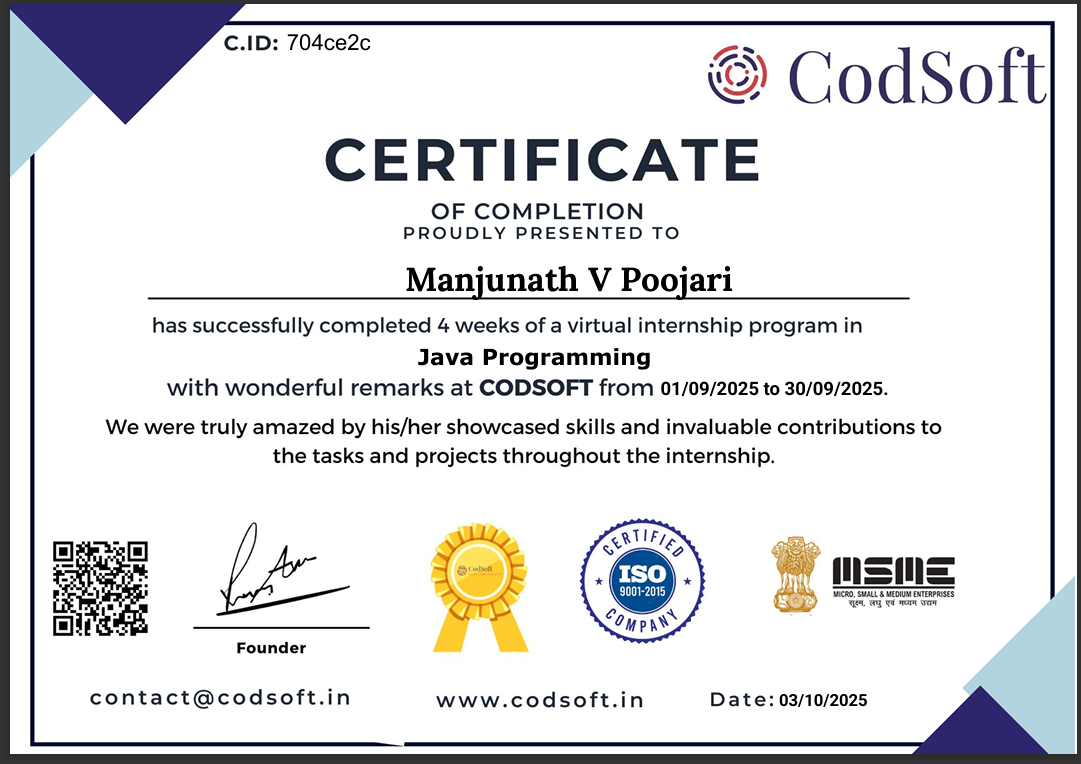 C.ID: 704ce2c
CodSoft
CERTIFICATE
OF COMPLETION
PROUDLY PRESENTED TO
Manjunath V Poojari
has successfully completed 4 weeks of a virtual internship program in
Java Programming
with wonderful remarks at CODSOFT from 01/09/2025 to 30/09/2025.
We were truly amazed by his/her showcased skills and invaluable contributions to
the tasks and projects throughout the internship.
CodSoft
CERTIFIED
ISO
9001-2015
COMPANY
MSME
MICRO, SMALL & MEDIUM ENTERPRISES
सूक्ष्म, लघु एवं मध्यम उद्यम
Founder
contact@codsoft.in
www.codsoft.in
Date: 03/10/2025